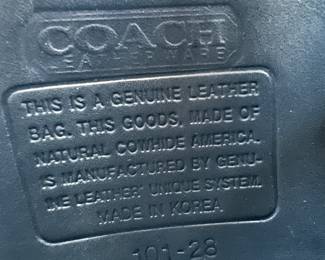 COACH
LEATHERWARE
THIS IS A GENUINE LEATHER
BAG. THIS GOODS, MADE OF
NATURAL COWHIDE AMERICA.
IS MANUFACTURED BY GENU-
INE LEATHER' UNIQUE SYSTEM.
MADE IN KOREA
101-28